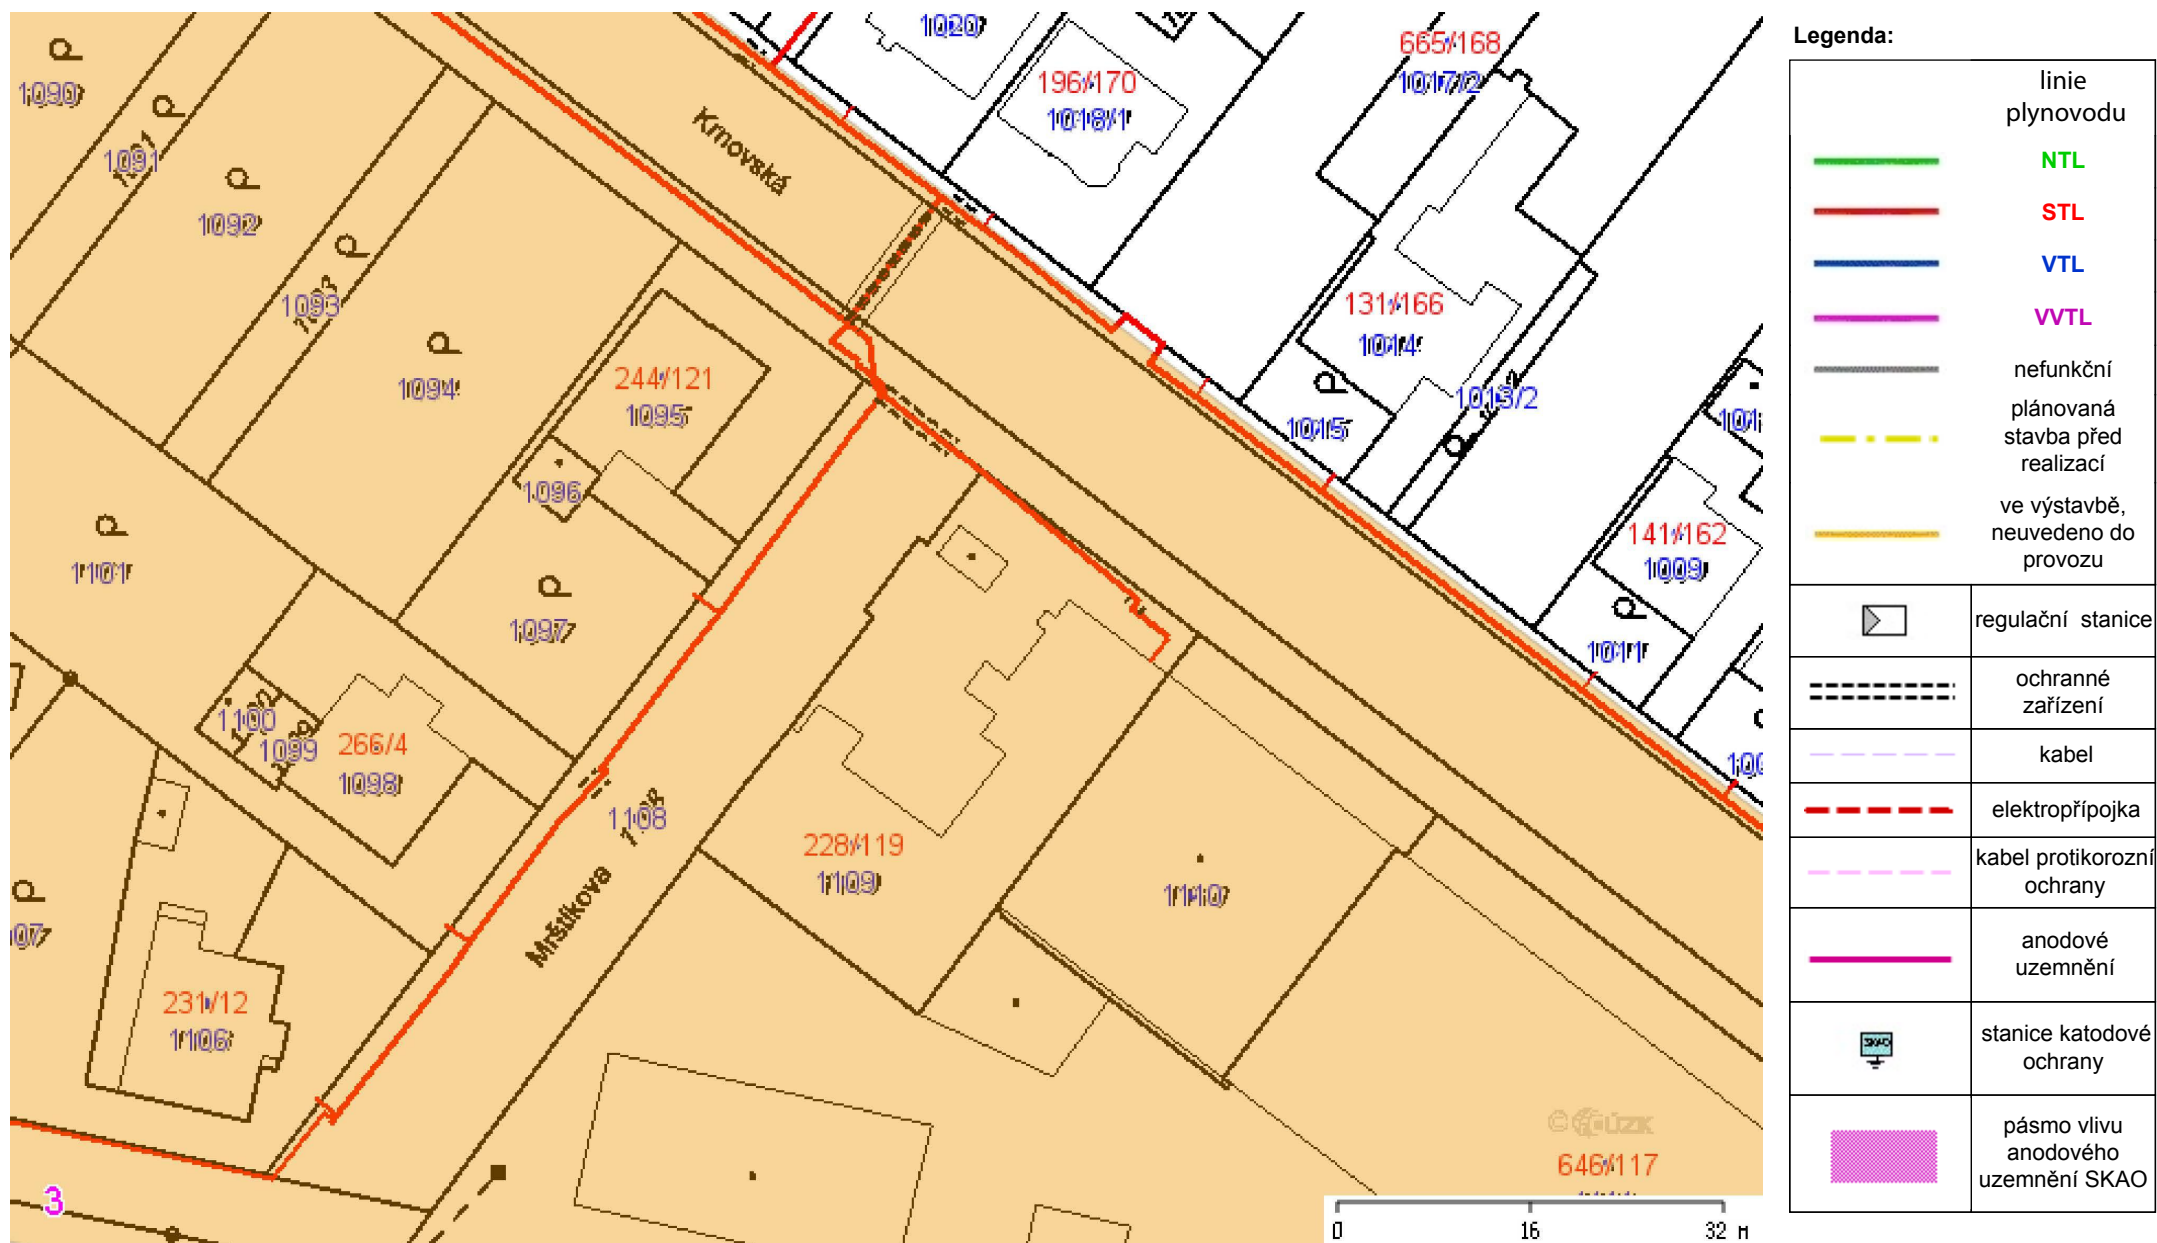 1020
665/168
1017/2
196/170
1018/1
1090
1091
1092
1093
1094
Krnovská
244/121
1095
1096
1097
1101
131/166
1014
1015
1013/2
141/162
1009
1011
1100
1099
266/4
1098
1108
Mrštíkova
228/119
1109
1110
231/12
1106
646/117
3
0 16 32 m
Legenda:
linie
plynovodu
NTL
STL
VTL
VVTL
nefunkční
plánovaná
stavba před
realizací
ve výstavbě,
neuvedeno do
provozu
regulační stanice
ochranné
zařízení
kabel
elektropřípojka
kabel protikorozní
ochrany
anodové
uzemnění
SKAO
stanice katodové
ochrany
pásmo vlivu
anodového
uzemnění SKAO